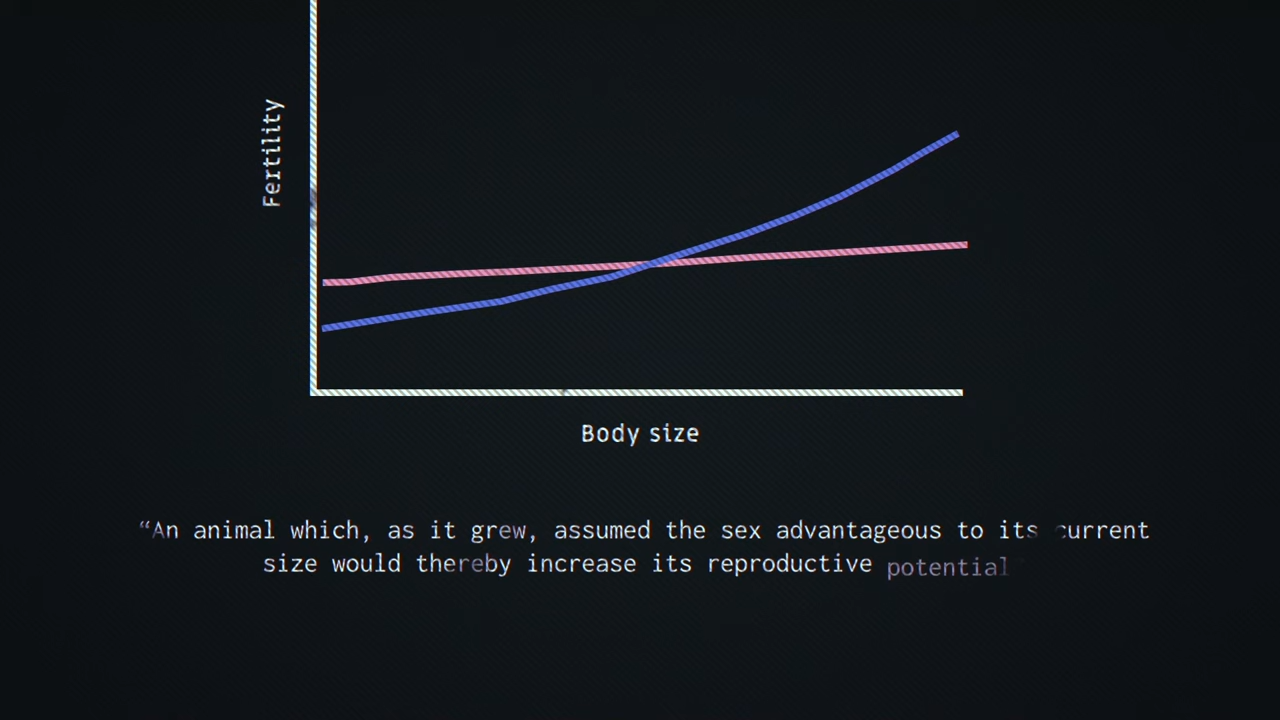 Fertility
Body size
“An animal which, as it grew, assumed the sex advantageous to its current
size would thereby increase its reproductive potential”